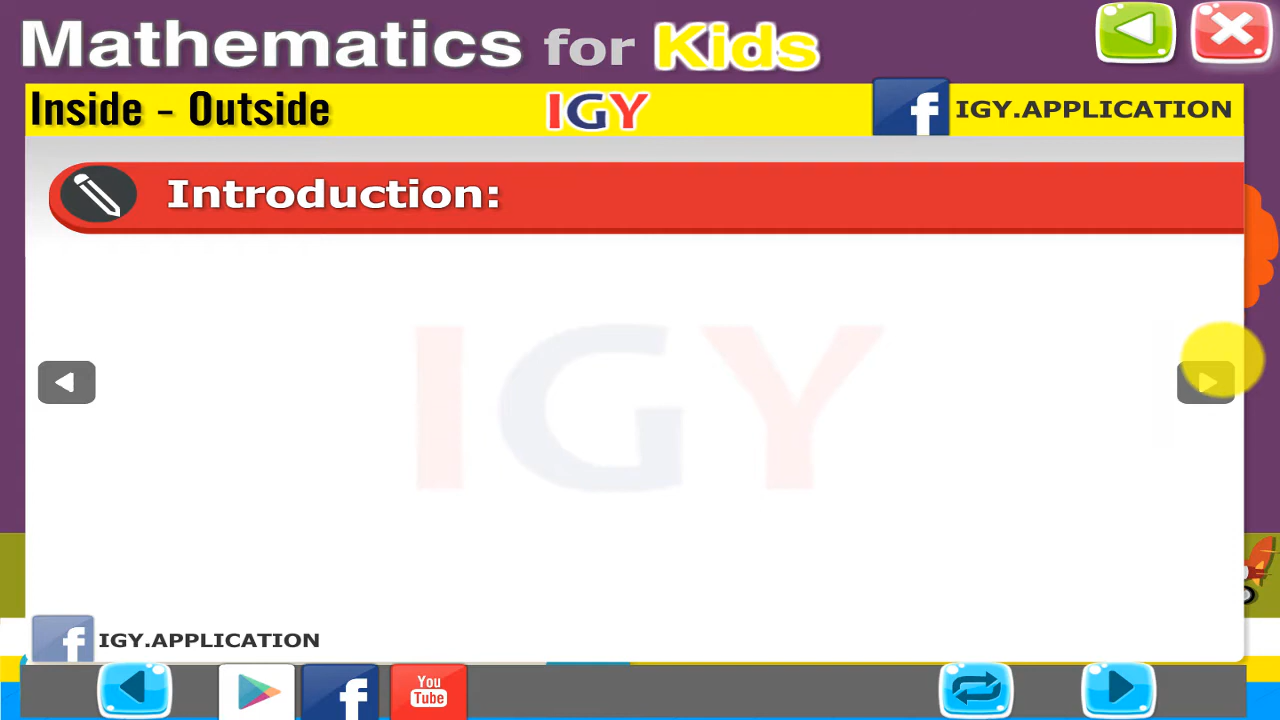 Mathematics for Kids
Inside - Outside
IGY
f IGY.APPLICATION
Introduction:
IGY
f IGY.APPLICATION
f
You
Tube